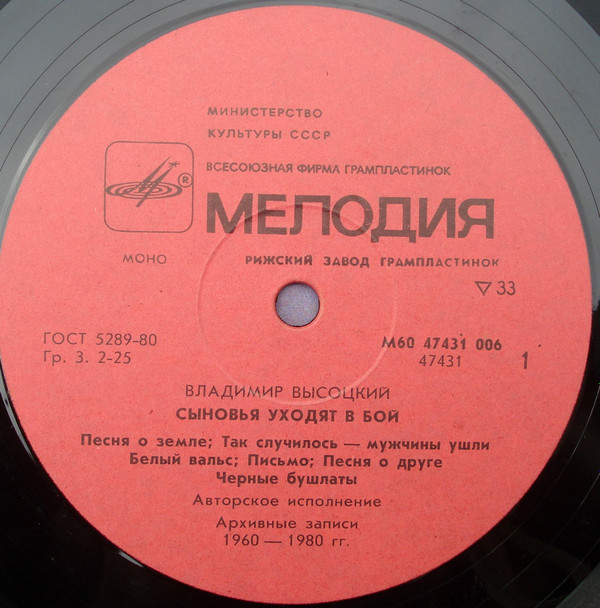 МИНИСТЕРСТВО
КУЛЬТУРЫ СССР
ВСЕСОЮЗНАЯ ФИРМА ГРАМПЛАСТИНОК
®
МЕЛОДИЯ
МОНО
РИЖСКИЙ ЗАВОД ГРАМПЛАСТИНОК
▽33
ГОСТ 5289-80
Гр. 3. 2-25
М60 47431 006
47431
1
ВЛАДИМИР ВЫСОЦКИЙ
СЫНОВЬЯ УХОДЯТ В БОЙ
Песня о земле; Так случилось — мужчины ушли
Белый вальс; Письмо; Песня о друге
Черные бушлаты
Авторское исполнение
Архивные записи
1960 — 1980 гг.